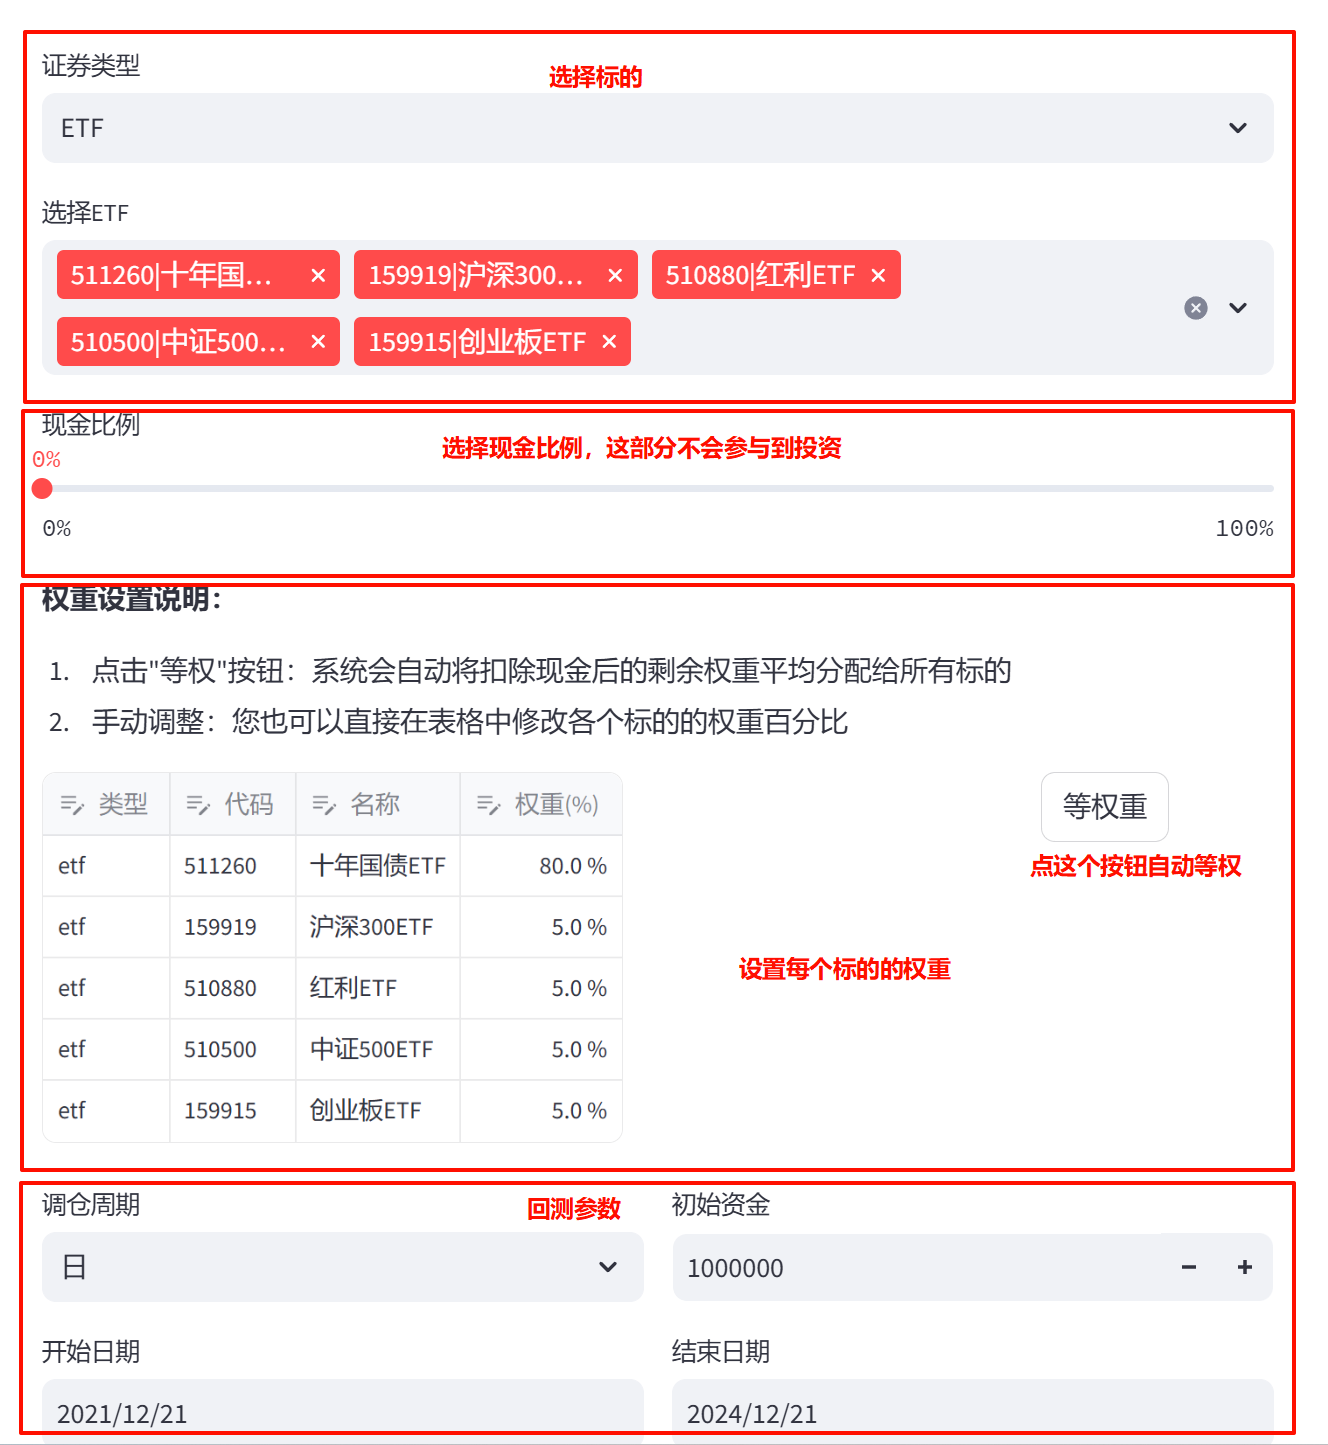 证券类型
选择标的
ETF
选择ETF
511260|十年国...
159919|沪深300...
510880|红利ETF
510500|中证500...
159915|创业板ETF
现金比例
选择现金比例，这部分不会参与到投资
0%
0%
100%
权重设置说明：
1. 点击"等权"按钮：系统会自动将扣除现金后的剩余权重平均分配给所有标的
2. 手动调整：您也可以直接在表格中修改各个标的的权重百分比
类型 代码 名称 权重(%)
etf 511260 十年国债ETF 80.0 %
etf 159919 沪深300ETF 5.0 %
etf 510880 红利ETF 5.0 %
etf 510500 中证500ETF 5.0 %
etf 159915 创业板ETF 5.0 %
等权重
点这个按钮自动等权
设置每个标的的权重
调仓周期
回测参数
初始资金
日
1000000
开始日期
结束日期
2021/12/21
2024/12/21